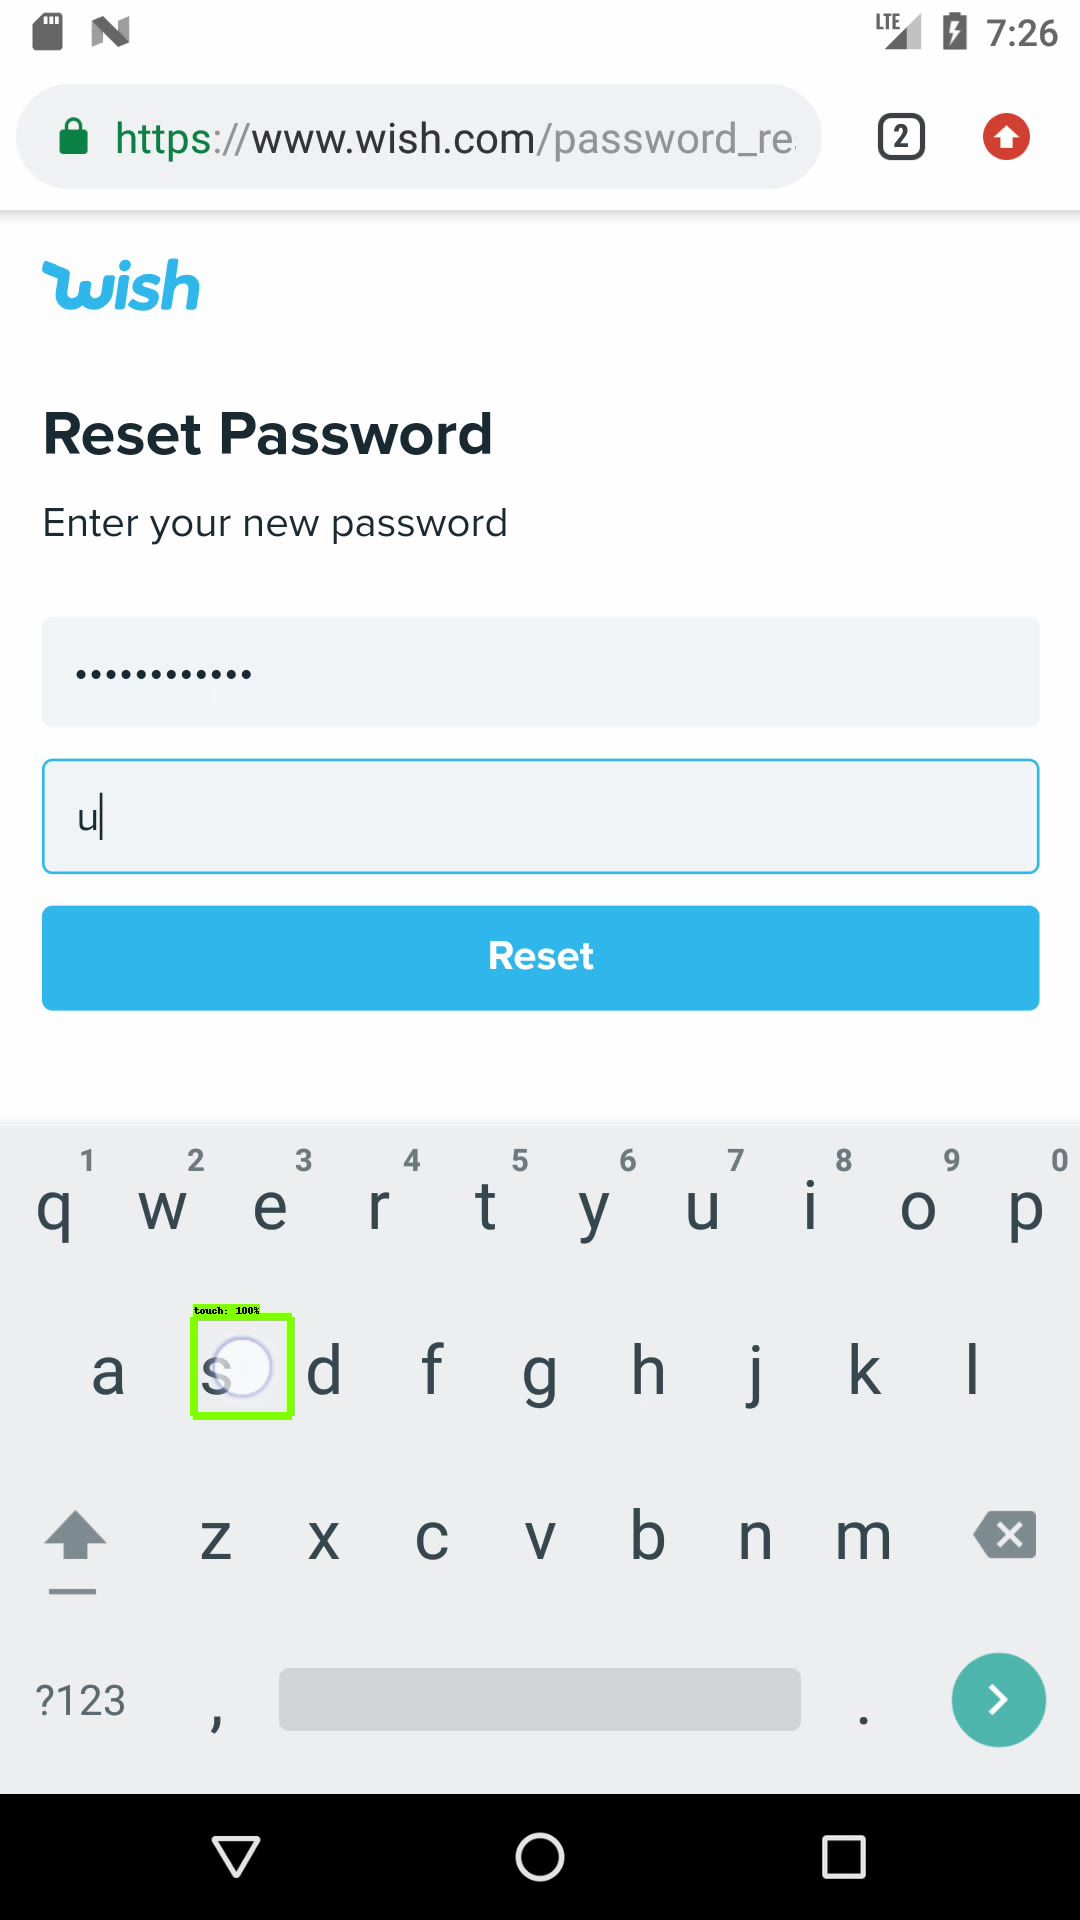 LTE 7:26
https://www.wish.com/password_re
2
wish
Reset Password
Enter your new password
••••••••••••
u
Reset
1 2 3 4 5 6 7 8 9 0
q w e r t y u i o p
touch: 100%
a s d f g h j k l
z x c v b n m
?123 , .